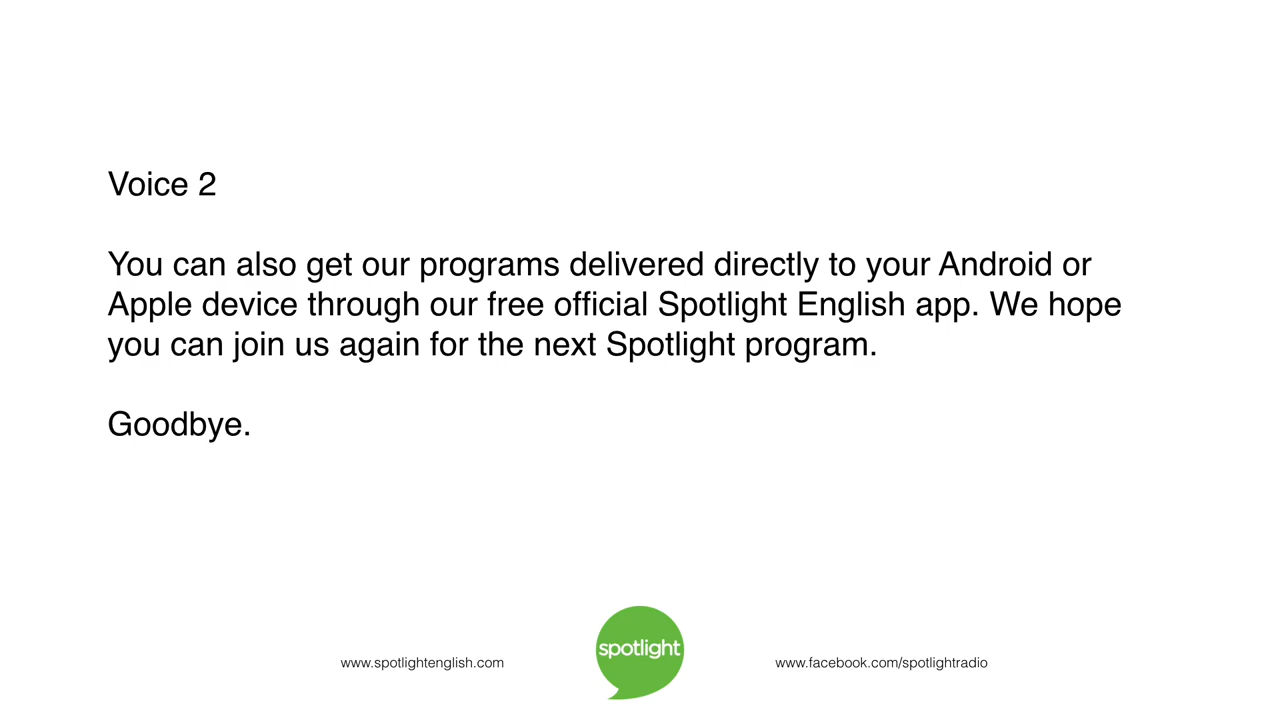 Voice 2
You can also get our programs delivered directly to your Android or
Apple device through our free official Spotlight English app. We hope
you can join us again for the next Spotlight program.
Goodbye.
www.spotlightenglish.com
spotlight
www.facebook.com/spotlightradio